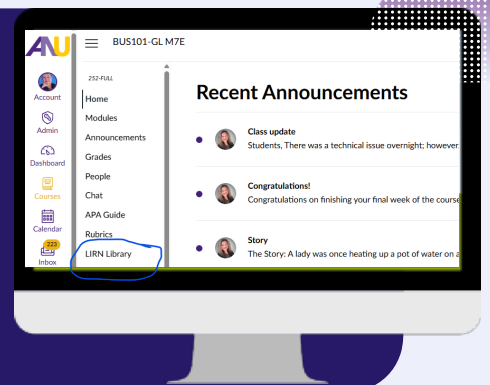 ANU
BUS101-GL M7E
Account
Admin
Dashboard
Courses
Calendar
223
Inbox
252-FULL
Home
Modules
Announcements
Grades
People
Chat
APA Guide
Rubrics
LIRN Library
Recent Announcements
Class update
Students, There was a technical issue overnight; however
Congratulations!
Congratulations on finishing your final week of the course
Story
The Story: A lady was once heating up a pot of water on a